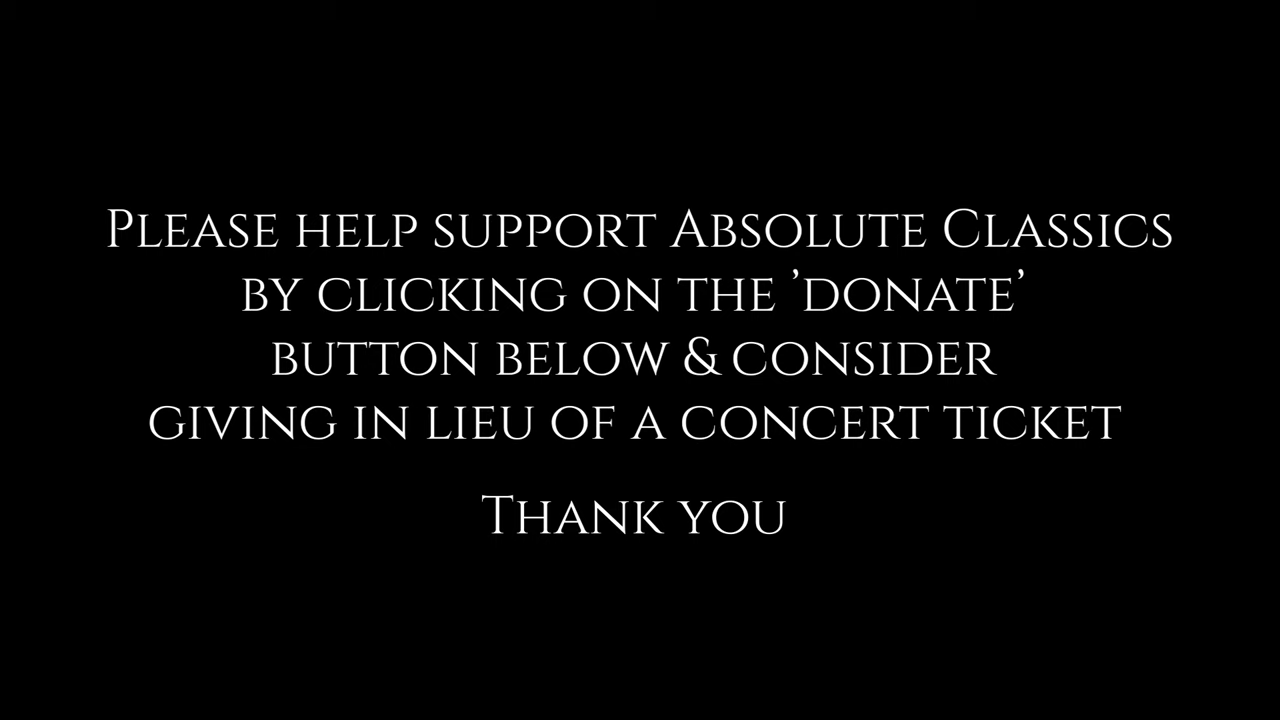 Please help support Absolute Classics
by clicking on the ’donate’
button below & consider
giving in lieu of a concert ticket
Thank you